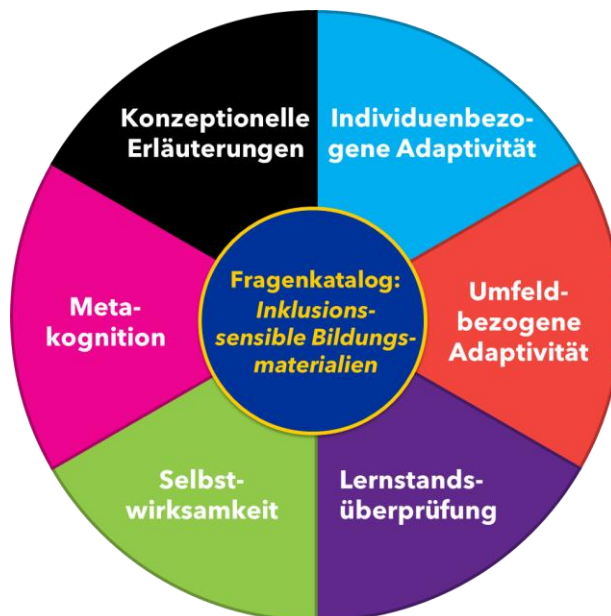 Konzeptionelle
Erläuterungen
Individuenbezo-
gene Adaptivität
Umfeld-
bezogene
Adaptivität
Lernstands-
überprüfung
Selbst-
wirksamkeit
Meta-
kognition
Fragenkatalog:
Inklusions-
sensible Bildungs-
materialien